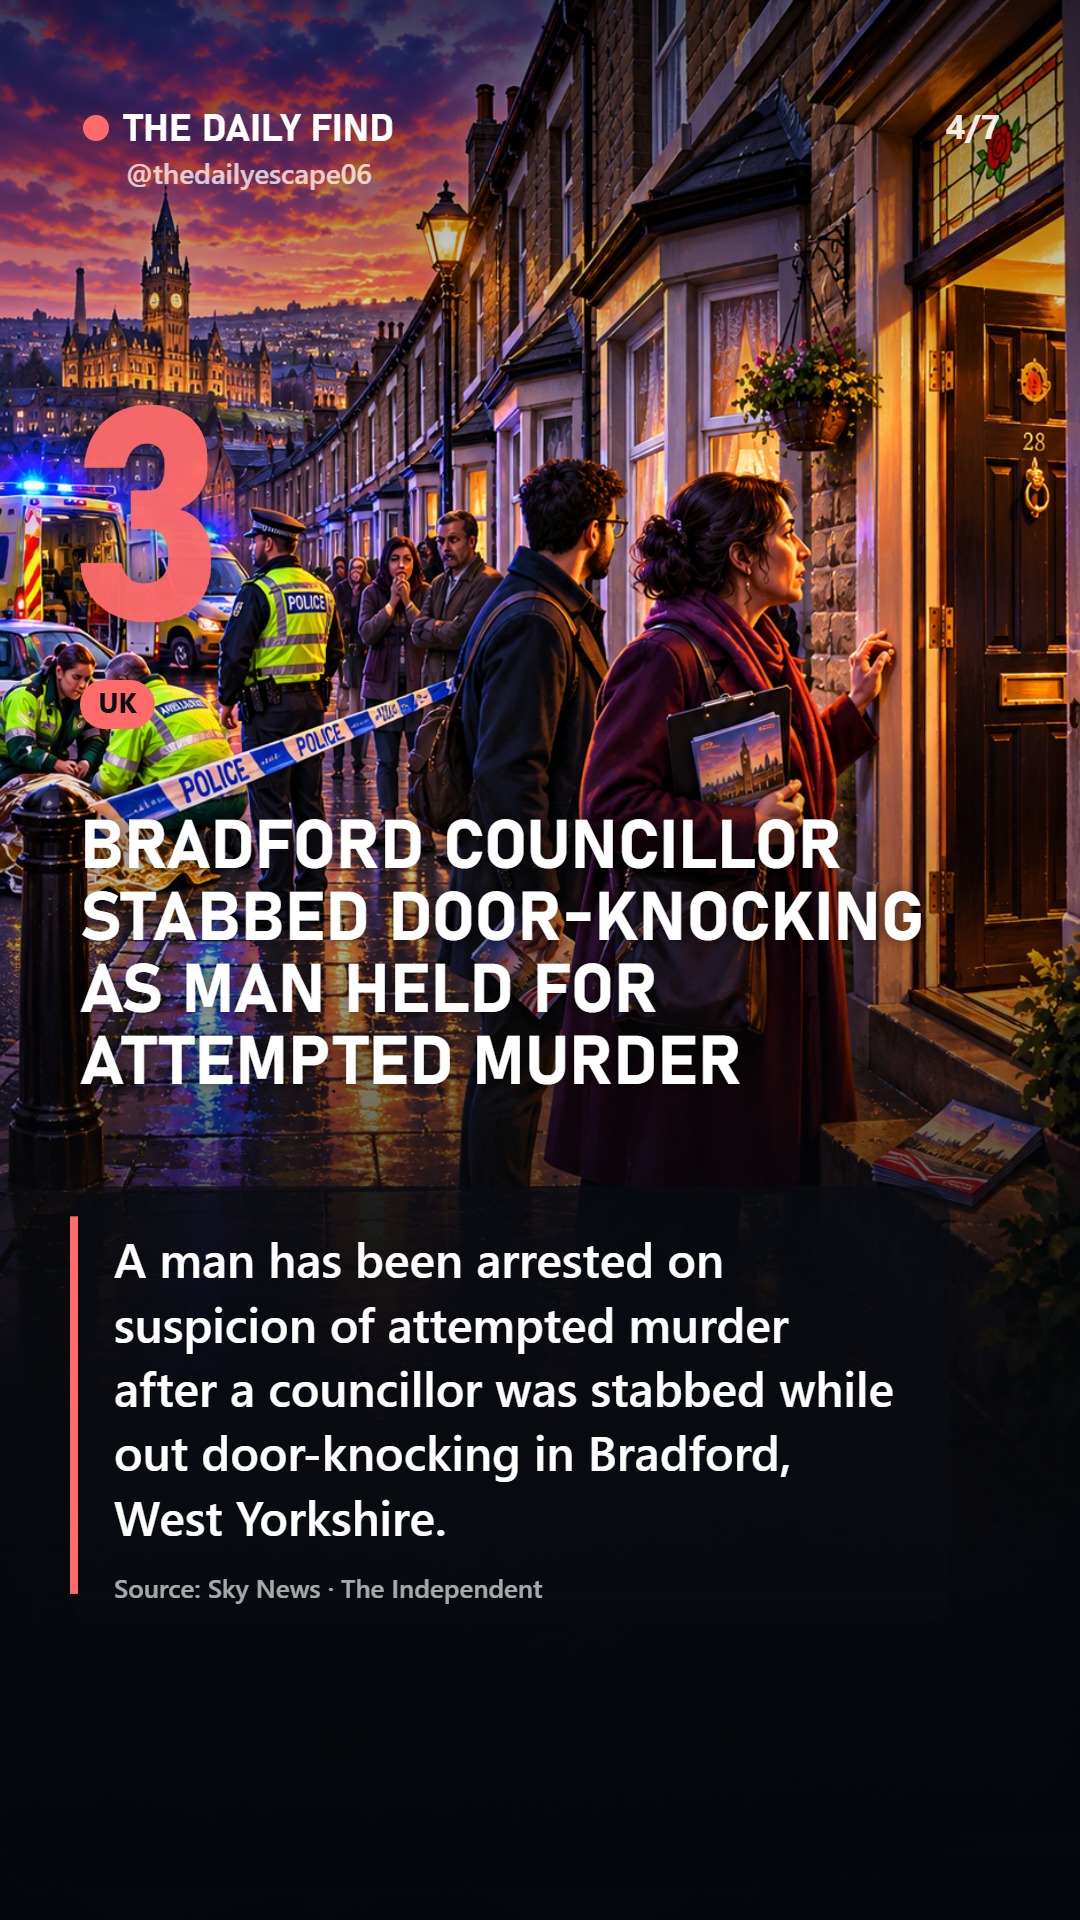 THE DAILY FIND
4/7
@thedailyescape06
3
28
POLICE
UK
POLICE
POLICE
BRADFORD COUNCILLOR
STABBED DOOR-KNOCKING
AS MAN HELD FOR
ATTEMPTED MURDER
A man has been arrested on
suspicion of attempted murder
after a councillor was stabbed while
out door-knocking in Bradford,
West Yorkshire.
Source: Sky News · The Independent